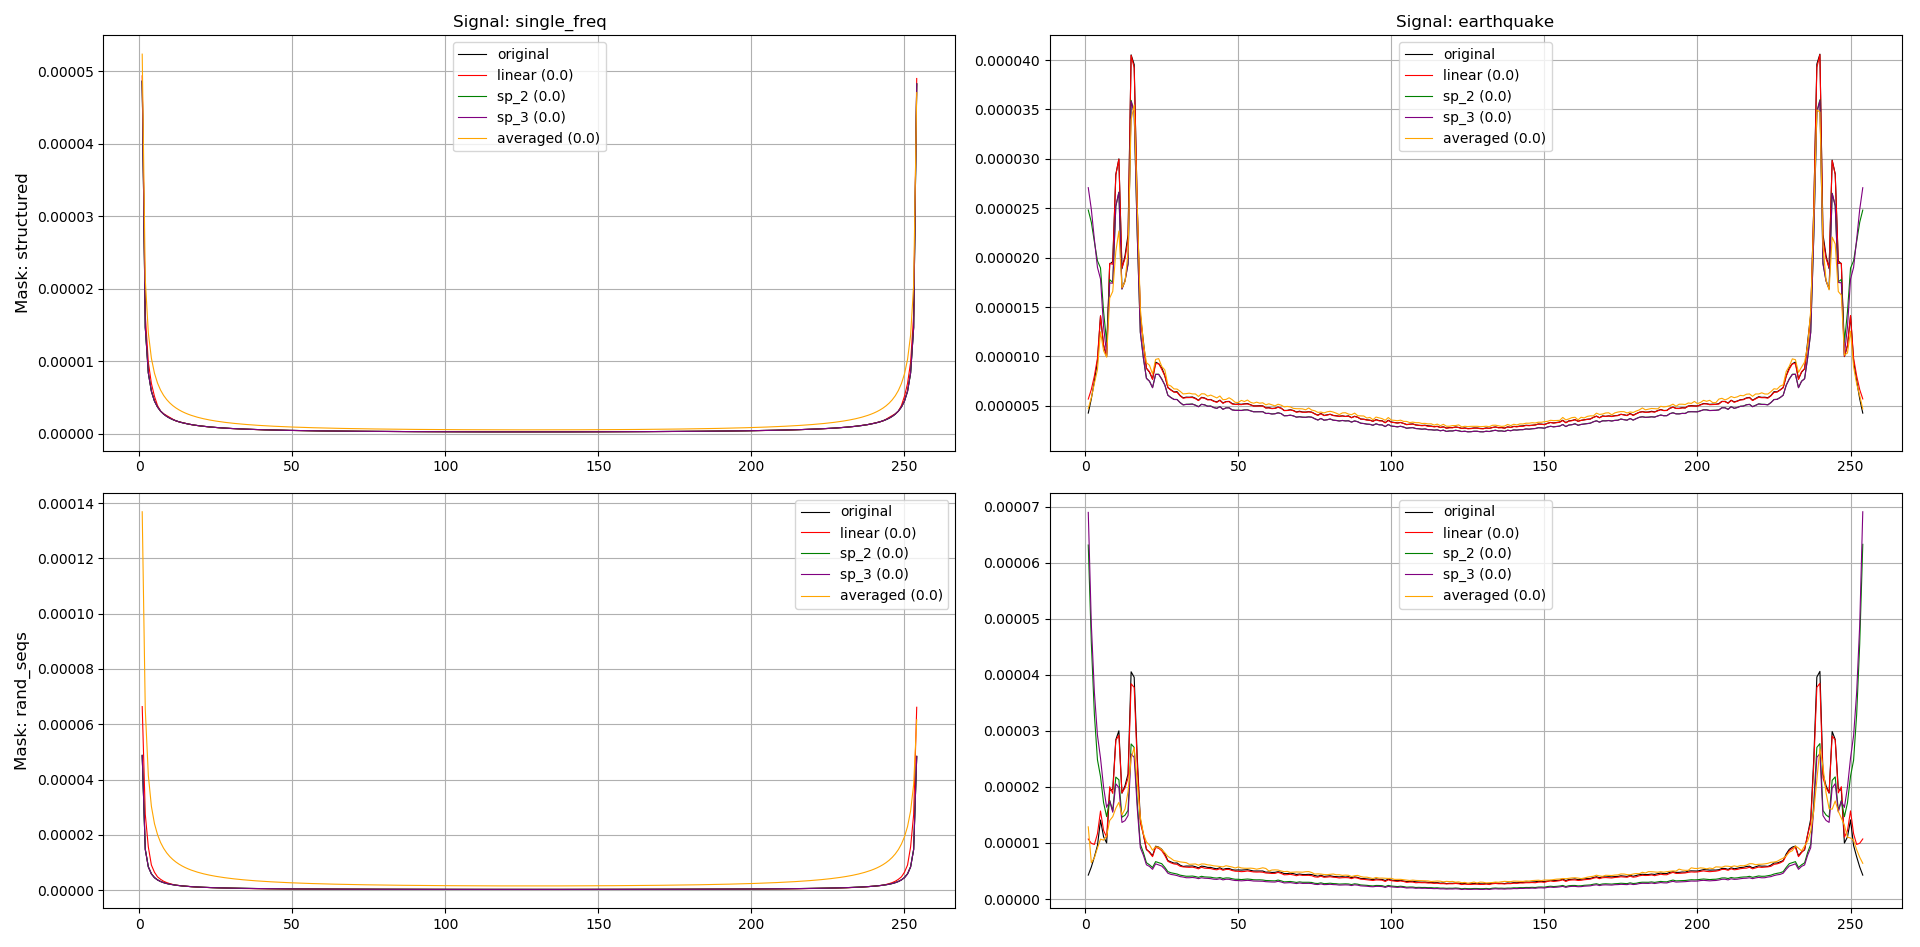 Signal: single_freq
Signal: earthquake
Mask: structured
0.00005
0.00004
0.00003
0.00002
0.00001
0.00000
original
linear (0.0)
sp_2 (0.0)
sp_3 (0.0)
averaged (0.0)
0 50 100 150 200 250
0.000040
0.000035
0.000030
0.000025
0.000020
0.000015
0.000010
0.000005
original
linear (0.0)
sp_2 (0.0)
sp_3 (0.0)
averaged (0.0)
0 50 100 150 200 250
Mask: rand_seqs
0.00014
0.00012
0.00010
0.00008
0.00006
0.00004
0.00002
0.00000
original
linear (0.0)
sp_2 (0.0)
sp_3 (0.0)
averaged (0.0)
0 50 100 150 200 250
0.00007
0.00006
0.00005
0.00004
0.00003
0.00002
0.00001
0.00000
original
linear (0.0)
sp_2 (0.0)
sp_3 (0.0)
averaged (0.0)
0 50 100 150 200 250